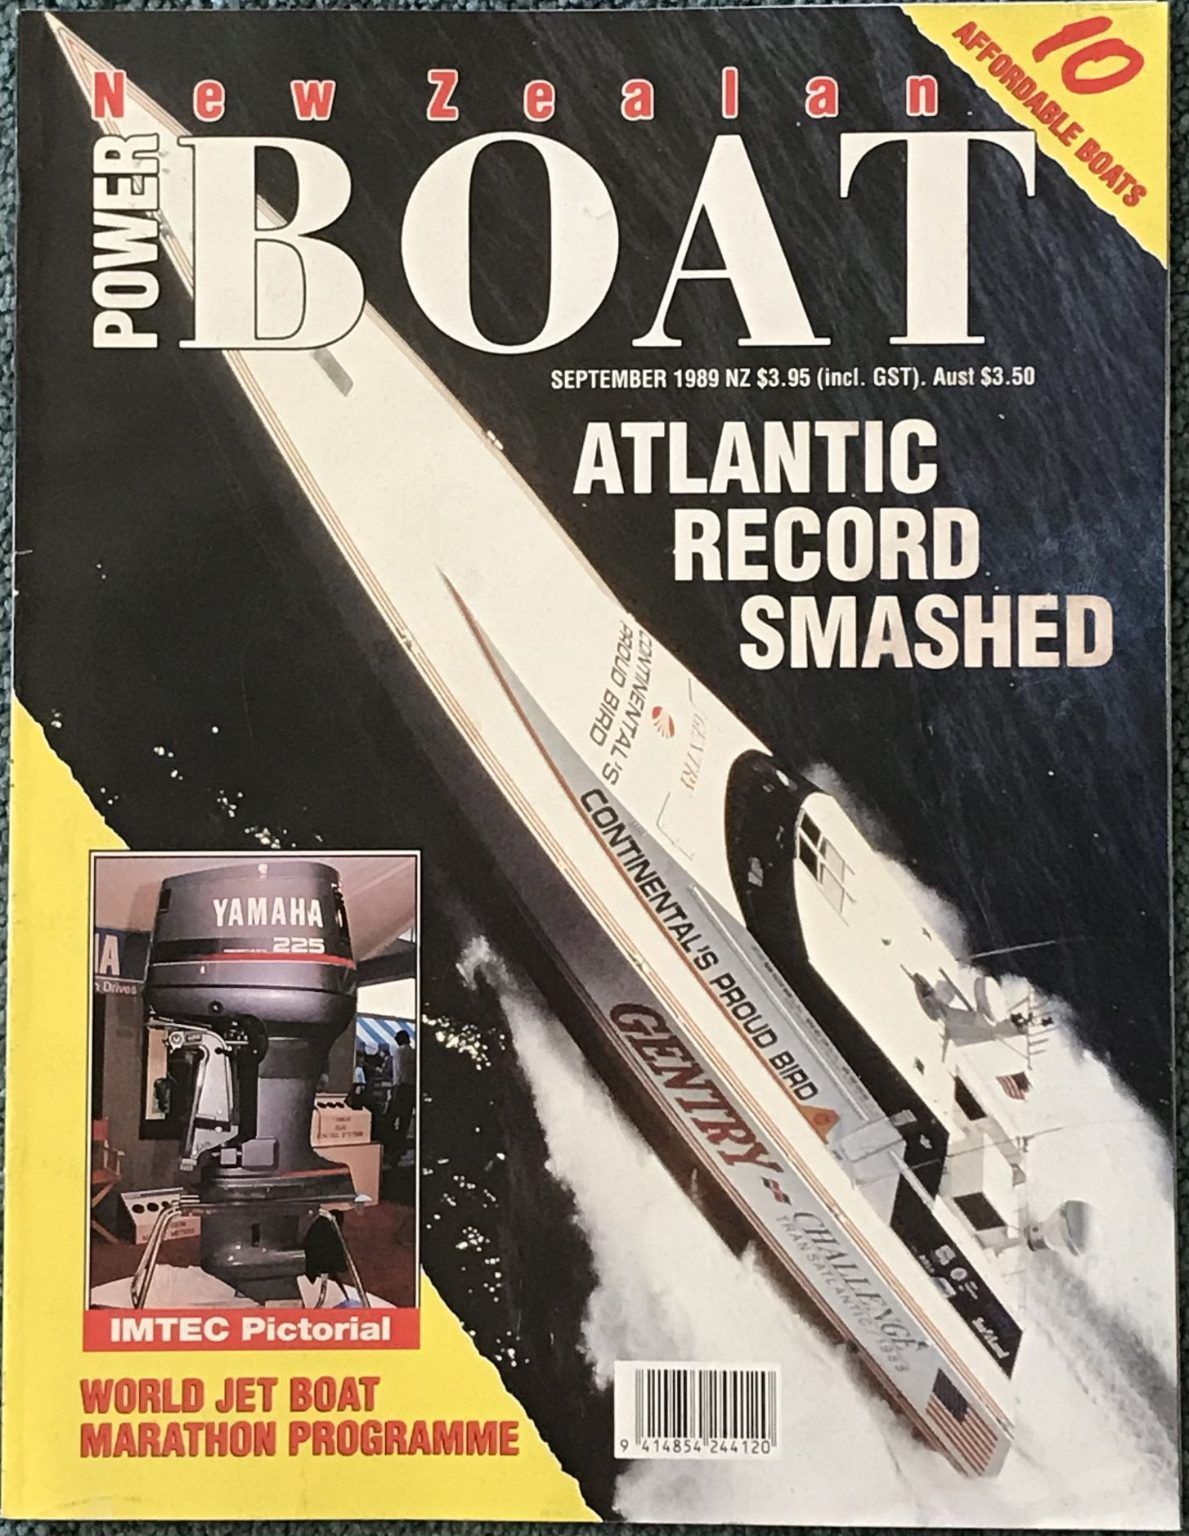 10
AFFORDABLE BOATS
New Zealan
POWER
BOAT
SEPTEMBER 1989 NZ $3.95 (incl. GST). Aust $3.50
ATLANTIC
RECORD
SMASHED
CONTINENTAL'S
PROUD BIRD
GENTRY
CONTINENTAL'S PROUD BIRD
GENTRY
CHALLENGE
TRANSATLANTIC/1989
YAMAHA
225
A
Drives
IMTEC Pictorial
WORLD JET BOAT
MARATHON PROGRAMME
9 414854 244120